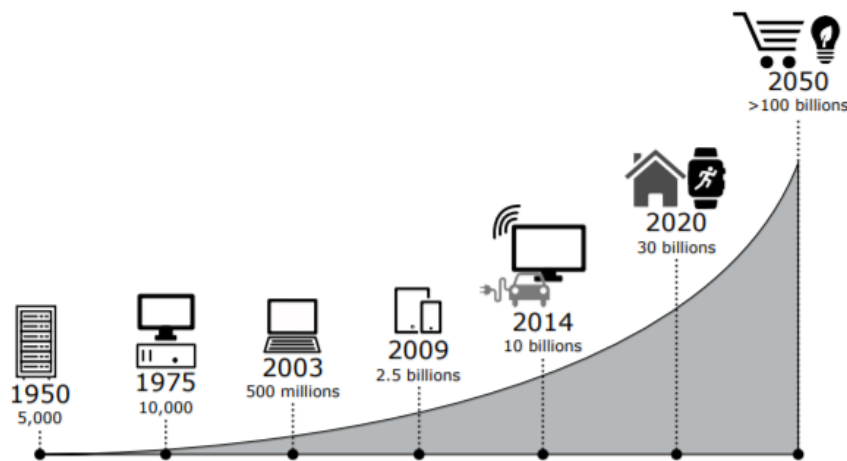 1950
5,000
1975
10,000
2003
500 millions
2009
2.5 billions
2014
10 billions
2020
30 billions
2050
>100 billions